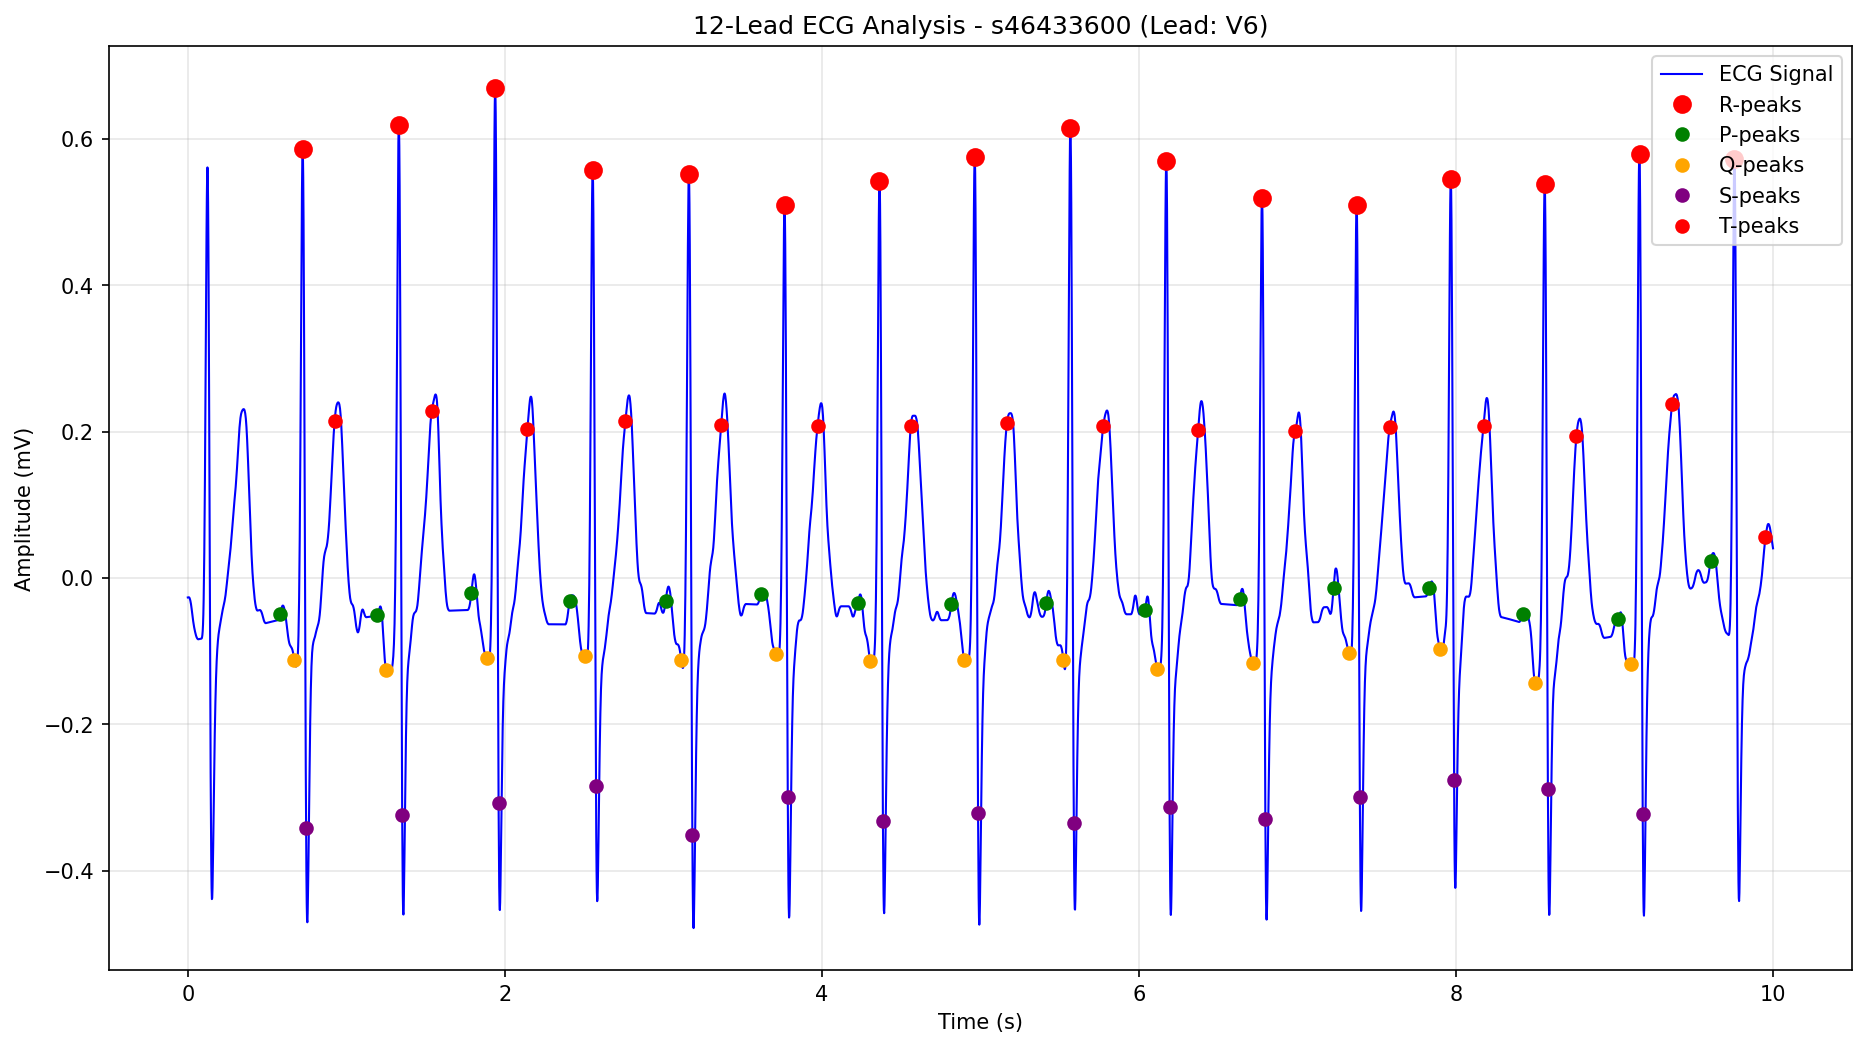 12-Lead ECG Analysis - s46433600 (Lead: V6)
ECG Signal
R-peaks
P-peaks
Q-peaks
S-peaks
T-peaks
Amplitude (mV)
0.6
0.4
0.2
0.0
−0.2
−0.4
0 2 4 6 8 10
Time (s)